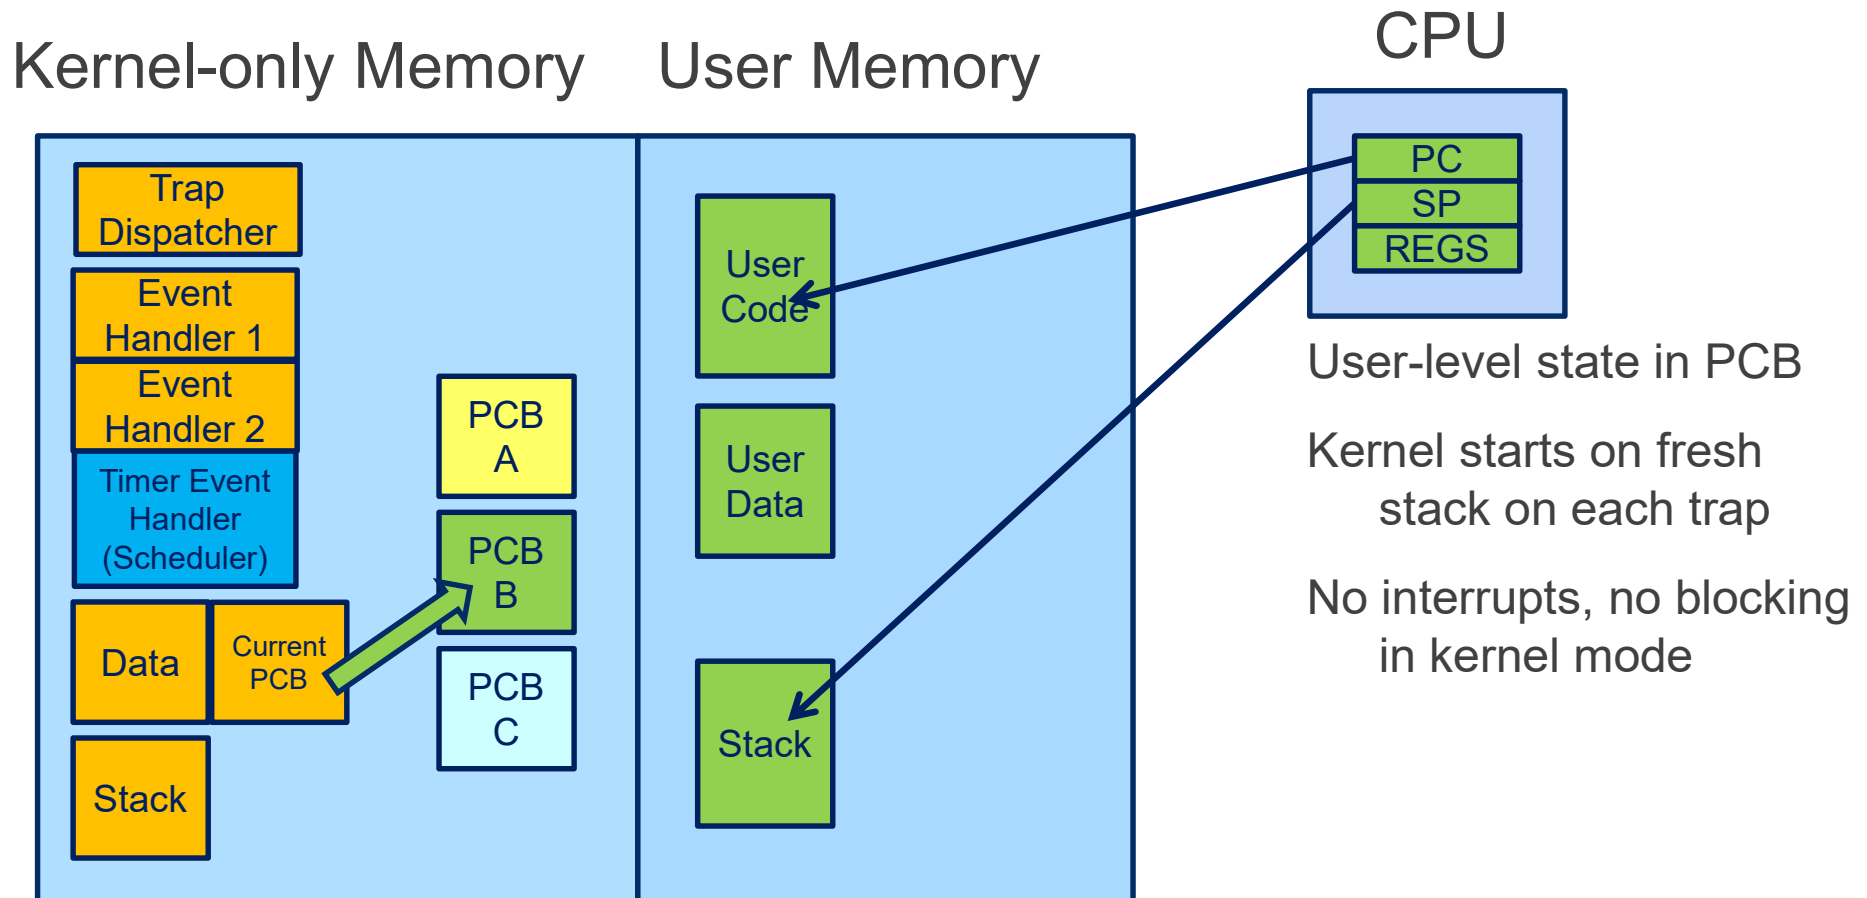 Kernel-only Memory
User Memory
CPU
Trap
Dispatcher
Event
Handler 1
Event
Handler 2
Timer Event
Handler
(Scheduler)
Data
Current
PCB
Stack
PCB
A
PCB
B
PCB
C
User
Code
User
Data
Stack
PC
SP
REGS
User-level state in PCB
Kernel starts on fresh
stack on each trap
No interrupts, no blocking
in kernel mode